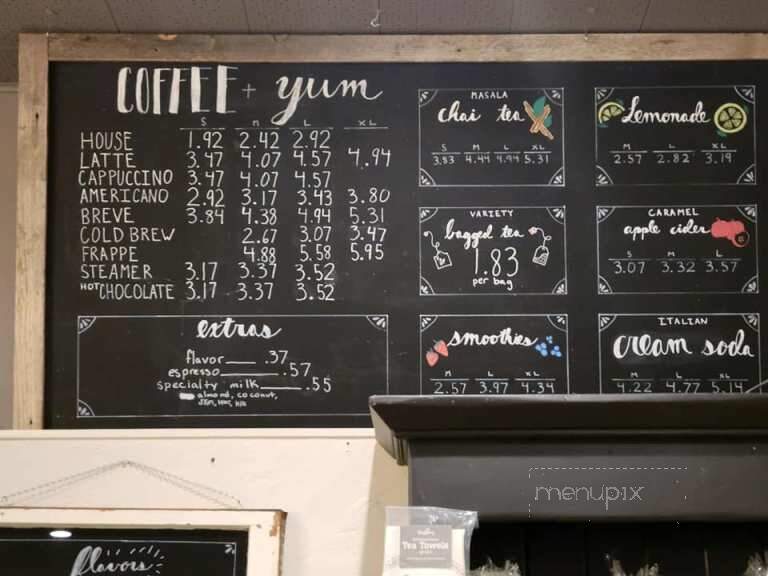 COFFEE + yum
S M L XL
HOUSE 1.92 2.42 2.92
LATTE 3.47 4.07 4.57 4.94
CAPPUCCINO 3.47 4.07 4.57
AMERICANO 2.92 3.17 3.43 3.80
BREVE 3.84 4.38 4.94 5.31
COLD BREW 2.67 3.07 3.47
FRAPPE 4.88 5.58 5.95
STEAMER 3.17 3.37 3.52
HOT CHOCOLATE 3.17 3.37 3.52
extras
flavor .37
espresso .57
specialty milk .55
almond, coconut,
MASALA
chai tea
S M L XL
3.83 4.44 4.94 5.31
Lemonade
M L XL
2.57 2.82 3.19
VARIETY
bagged tea
1.83
per bag
CARAMEL
apple cider
S M L
3.07 3.32 3.57
smoothies
M L XL
2.57 3.97 4.34
ITALIAN
cream soda
M L XL
4.22 4.77 5.14
menupix
flavors
Tea Towels